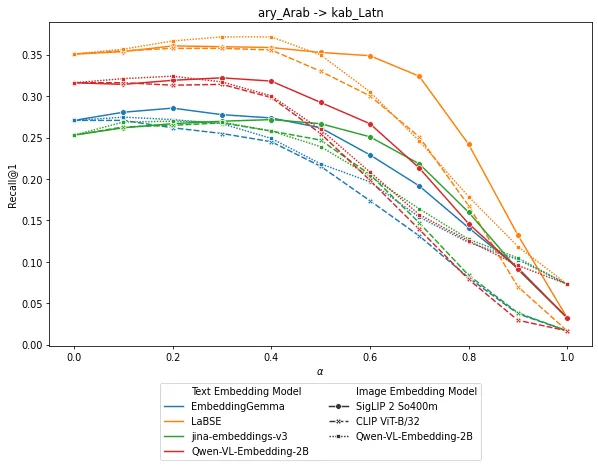 ary_Arab -> kab_Latn
Recall@1
0.35
0.30
0.25
0.20
0.15
0.10
0.05
0.00
0.0 0.2 0.4 0.6 0.8 1.0
α
Text Embedding Model
EmbeddingGemma
LaBSE
jina-embeddings-v3
Qwen-VL-Embedding-2B
Image Embedding Model
SigLIP 2 So400m
CLIP ViT-B/32
Qwen-VL-Embedding-2B